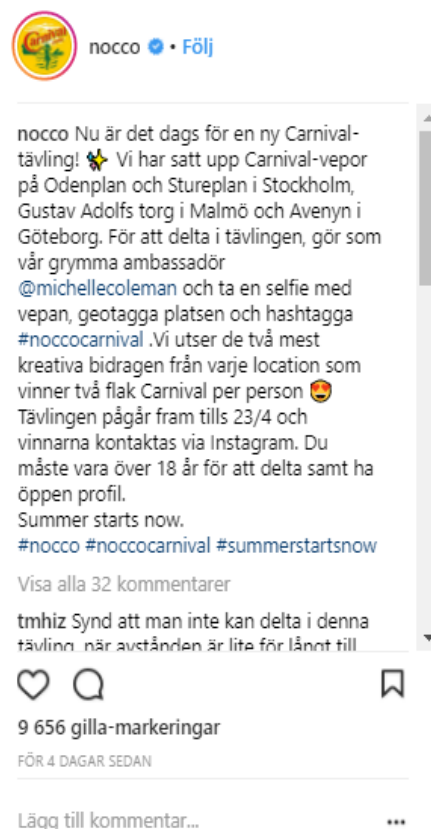 Carnival
nocco • Följ
nocco Nu är det dags för en ny Carnival-
tävling! ✨ Vi har satt upp Carnival-vepor
på Odenplan och Stureplan i Stockholm,
Gustav Adolfs torg i Malmö och Avenyn i
Göteborg. För att delta i tävlingen, gör som
vår grymma ambassadör
@michellecoleman och ta en selfie med
vepan, geotagga platsen och hashtagga
#noccocarnival .Vi utser de två mest
kreativa bidragen från varje location som
vinner två flak Carnival per person 😍
Tävlingen pågår fram tills 23/4 och
vinnarna kontaktas via Instagram. Du
måste vara över 18 år för att delta samt ha
öppen profil.
Summer starts now.
#nocco #noccocarnival #summerstartsnow
Visa alla 32 kommentarer
tmhiz Synd att man inte kan delta i denna
tävling, när avstånden är lite för långt till
9 656 gilla-markeringar
FÖR 4 DAGAR SEDAN
Lägg till kommentar...